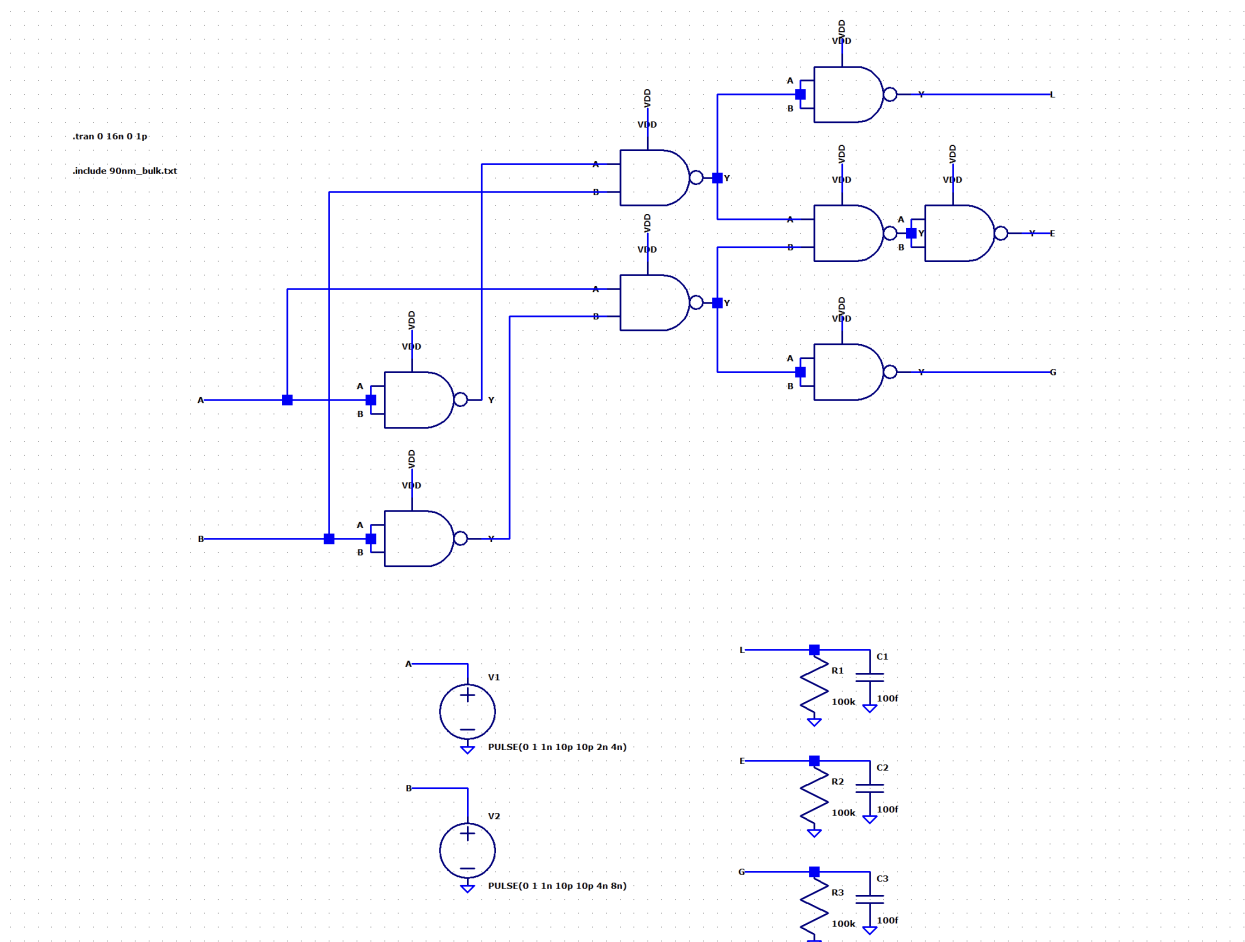 VDD
VDD
A
B
Y
L
.tran 0 16n 0 1p
.include 90nm_bulk.txt
VDD
VDD
A
B
Y
VDD
VDD
A
B
Y
VDD
VDD
A
B
Y
E
VDD
VDD
A
B
Y
VDD
VDD
A
B
Y
G
VDD
VDD
A
A
B
Y
VDD
VDD
B
A
B
Y
A
V1
PULSE(0 1 1n 10p 10p 2n 4n)
B
V2
PULSE(0 1 1n 10p 10p 4n 8n)
L
R1
100k
C1
100f
E
R2
100k
C2
100f
G
R3
100k
C3
100f